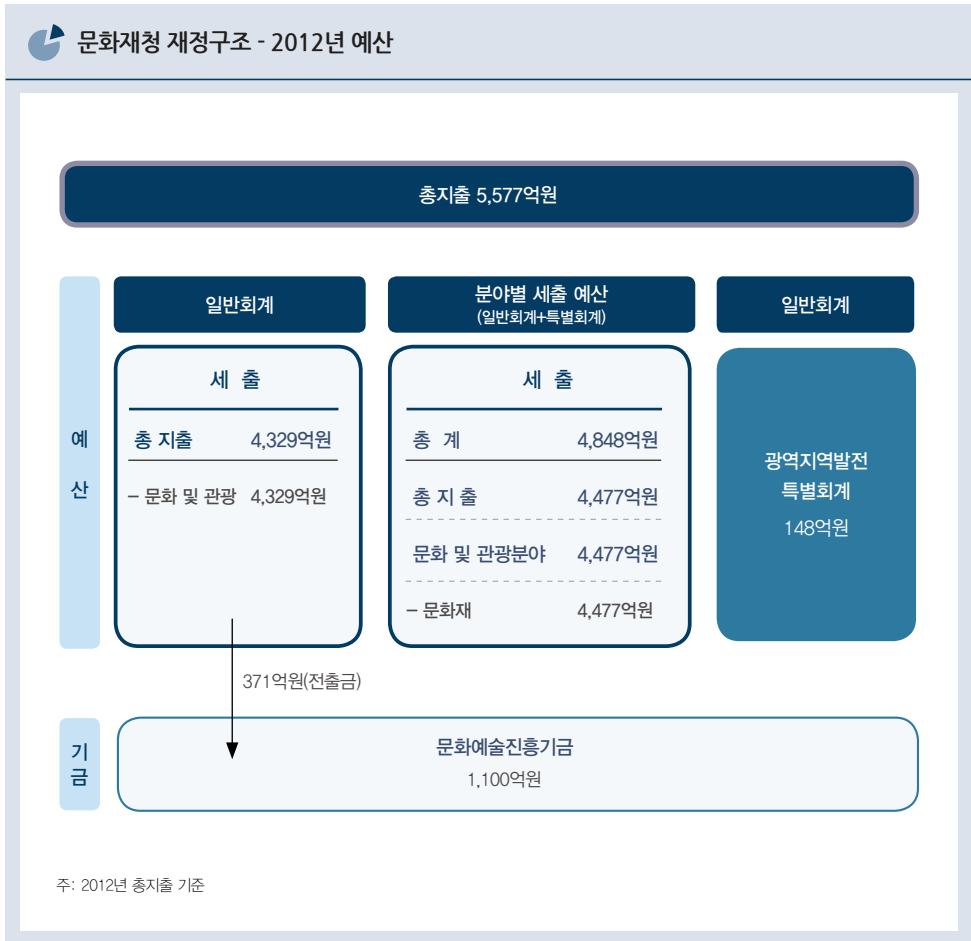 문화재청 재정구조 - 2012년 예산
총지출 5,577억원
예
산
일반회계
세 출
총 지출 4,329억원
– 문화 및 관광 4,329억원
분야별 세출 예산
(일반회계+특별회계)
세 출
총 계 4,848억원
총 지 출 4,477억원
문화 및 관광분야 4,477억원
– 문화재 4,477억원
일반회계
광역지역발전
특별회계
148억원
371억원(전출금)
기
금
문화예술진흥기금
1,100억원
주: 2012년 총지출 기준